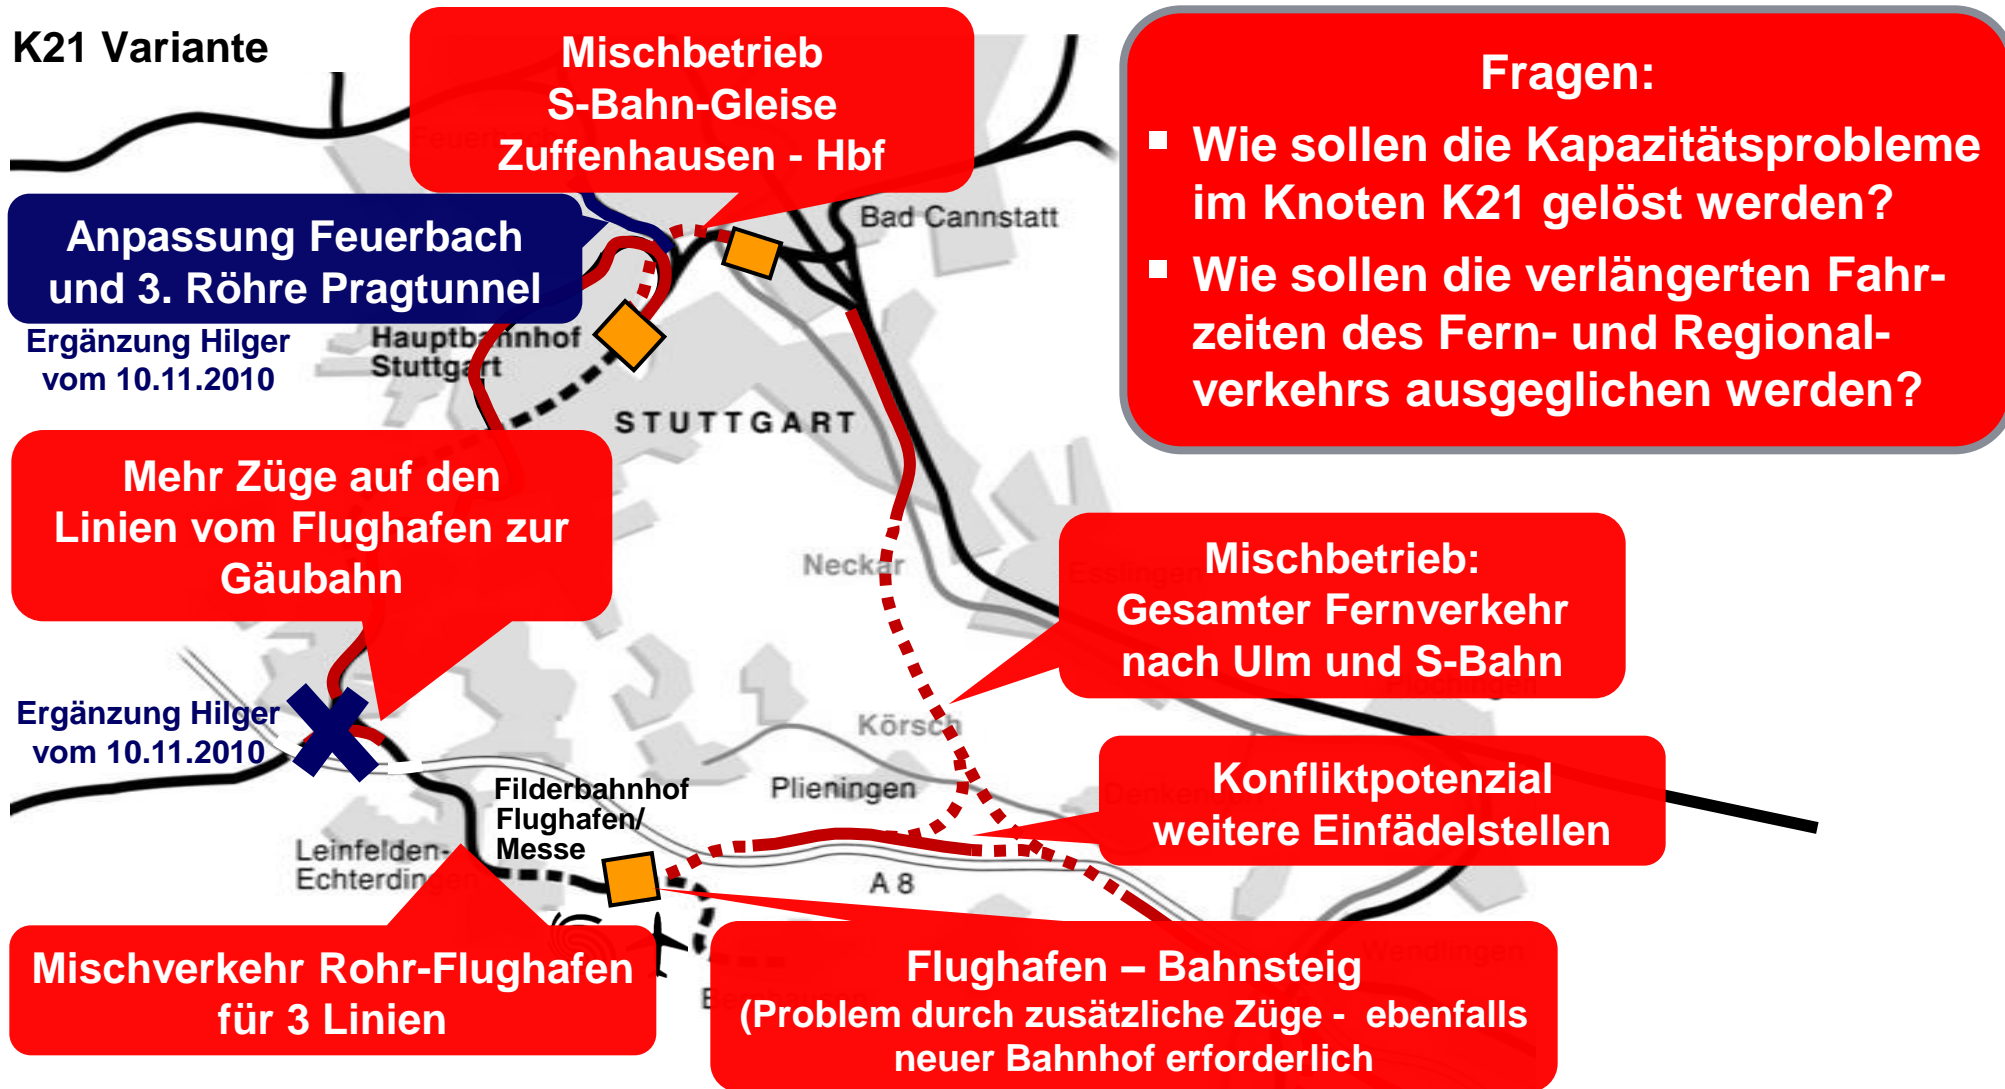 K21 Variante
Mischbetrieb
S-Bahn-Gleise
Zuffenhausen - Hbf
Feuerbach
Fragen:
▪ Wie sollen die Kapazitätsprobleme
im Knoten K21 gelöst werden?
▪ Wie sollen die verlängerten Fahr-
zeiten des Fern- und Regional-
verkehrs ausgeglichen werden?
Anpassung Feuerbach
und 3. Röhre Pragtunnel
Ergänzung Hilger
vom 10.11.2010
Bad Cannstatt
Hauptbahnhof
Stuttgart
STUTTGART
Mehr Züge auf den
Linien vom Flughafen zur
Gäubahn
Neckar
Esslingen
Mischbetrieb:
Gesamter Fernverkehr
nach Ulm und S-Bahn
Plochingen
Ergänzung Hilger
vom 10.11.2010
Körsch
Filderbahnhof
Flughafen/
Messe
Plieningen
Denkendorf
Konfliktpotenzial
weitere Einfädelstellen
Leinfelden-
Echterdingen
A 8
Wendlingen
Mischverkehr Rohr-Flughafen
für 3 Linien
Flughafen – Bahnsteig
(Problem durch zusätzliche Züge - ebenfalls
neuer Bahnhof erforderlich